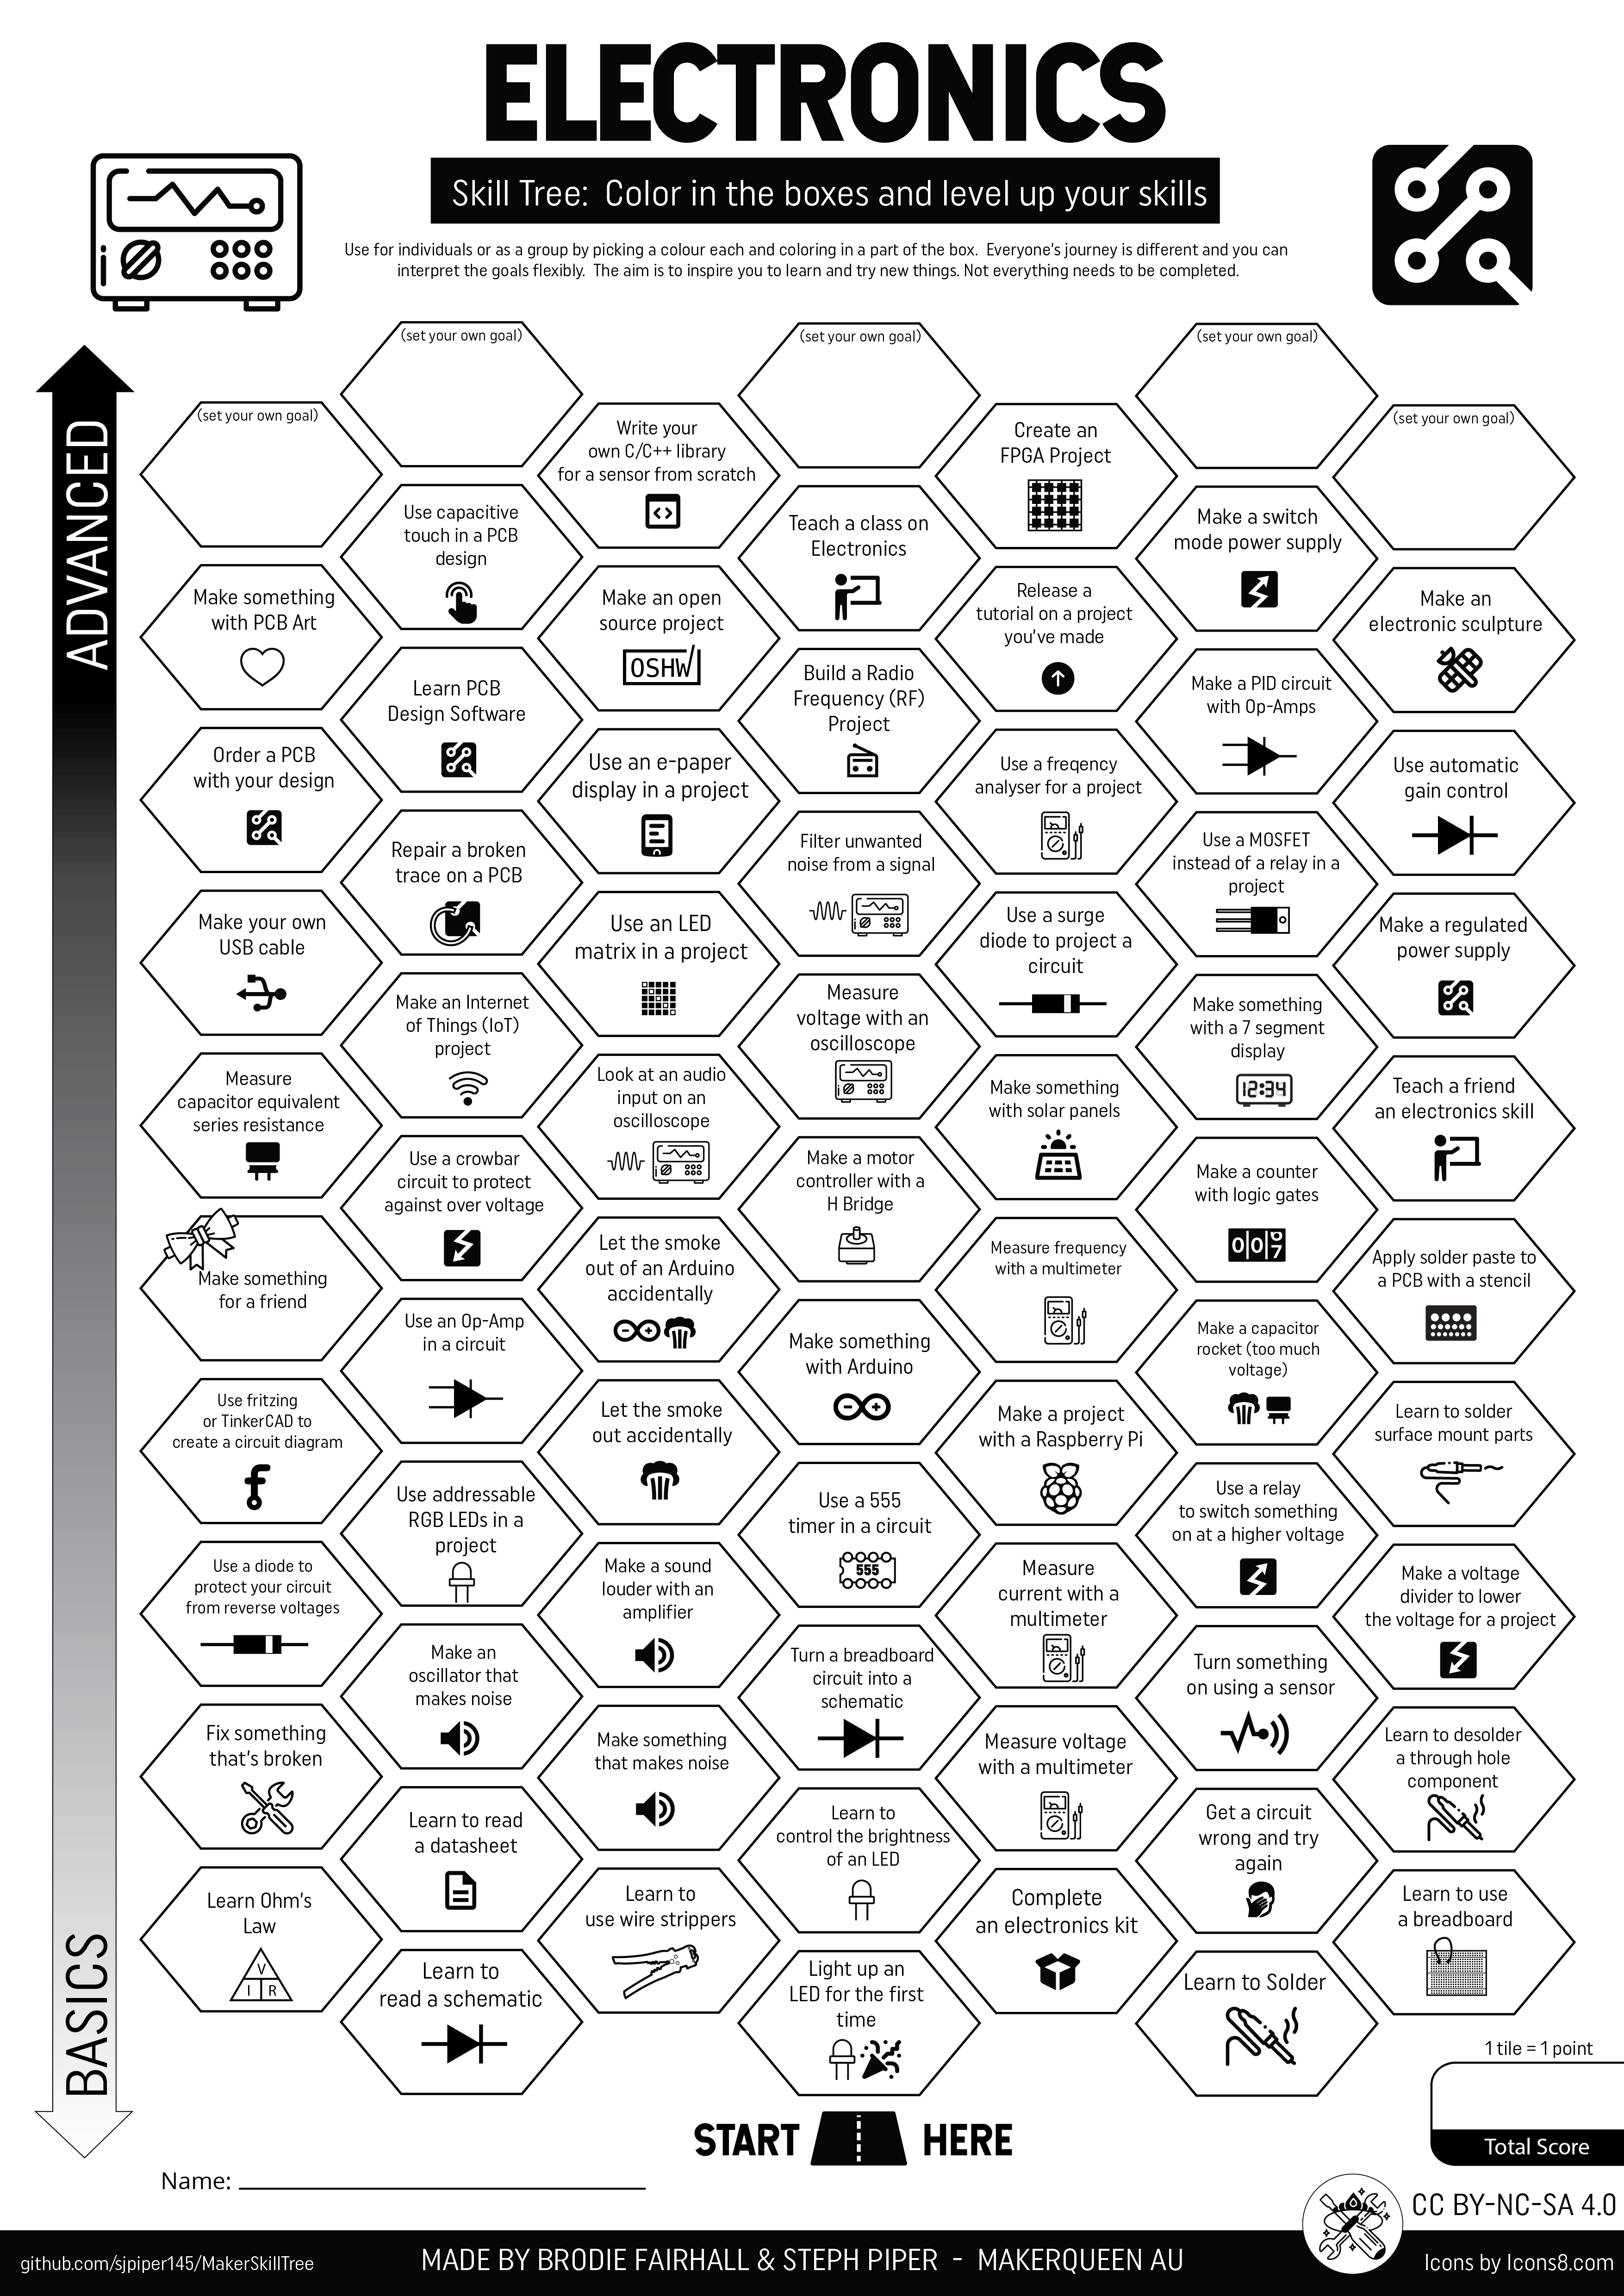 ELECTRONICS
Skill Tree:  Color in the boxes and level up your skills
Use for individuals or as a group by picking a colour each and coloring in a part of the box.  Everyone's journey is different and you can
interpret the goals flexibly.  The aim is to inspire you to learn and try new things. Not everything needs to be completed.
ADVANCED
BASICS
(set your own goal)
(set your own goal)
(set your own goal)
(set your own goal)
(set your own goal)
Write your
own C/C++ library
for a sensor from scratch
Create an
FPGA Project
Use capacitive
touch in a PCB
design
Teach a class on
Electronics
Make a switch
mode power supply
Make something
with PCB Art
Make an open
source project
OSHW
Release a
tutorial on a project
you've made
Make an
electronic sculpture
Learn PCB
Design Software
Build a Radio
Frequency (RF)
Project
Make a PID circuit
with Op-Amps
Order a PCB
with your design
Use an e-paper
display in a project
Use a freqency
analyser for a project
Use automatic
gain control
Repair a broken
trace on a PCB
Filter unwanted
noise from a signal
Use a MOSFET
instead of a relay in a
project
Make your own
USB cable
Use an LED
matrix in a project
Use a surge
diode to project a
circuit
Make a regulated
power supply
Make an Internet
of Things (IoT)
project
Measure
voltage with an
oscilloscope
Make something
with a 7 segment
display
12:34
Measure
capacitor equivalent
series resistance
Look at an audio
input on an
oscilloscope
Make something
with solar panels
Teach a friend
an electronics skill
Use a crowbar
circuit to protect
against over voltage
Make a motor
controller with a
H Bridge
Make a counter
with logic gates
007
Make something
for a friend
Let the smoke
out of an Arduino
accidentally
Measure frequency
with a multimeter
Apply solder paste to
a PCB with a stencil
Use an Op-Amp
in a circuit
Make something
with Arduino
Make a capacitor
rocket (too much
voltage)
Use fritzing
or TinkerCAD to
create a circuit diagram
f
Let the smoke
out accidentally
Make a project
with a Raspberry Pi
Learn to solder
surface mount parts
Use addressable
RGB LEDs in a
project
Use a 555
timer in a circuit
555
Use a relay
to switch something
on at a higher voltage
Use a diode to
protect your circuit
from reverse voltages
Make a sound
louder with an
amplifier
Measure
current with a
multimeter
Make a voltage
divider to lower
the voltage for a project
Make an
oscillator that
makes noise
Turn a breadboard
circuit into a
schematic
Turn something
on using a sensor
Fix something
that's broken
Make something
that makes noise
Measure voltage
with a multimeter
Learn to desolder
a through hole
component
Learn to read
a datasheet
Learn to
control the brightness
of an LED
Get a circuit
wrong and try
again
Learn Ohm's
Law
V
I R
Learn to
use wire strippers
Complete
an electronics kit
Learn to use
a breadboard
Learn to
read a schematic
Light up an
LED for the first
time
Learn to Solder
START HERE
1 tile = 1 point
Total Score
Name:
CC BY-NC-SA 4.0
github.com/sjpiper145/MakerSkillTree
MADE BY BRODIE FAIRHALL & STEPH PIPER  -  MAKERQUEEN AU
Icons by Icons8.com